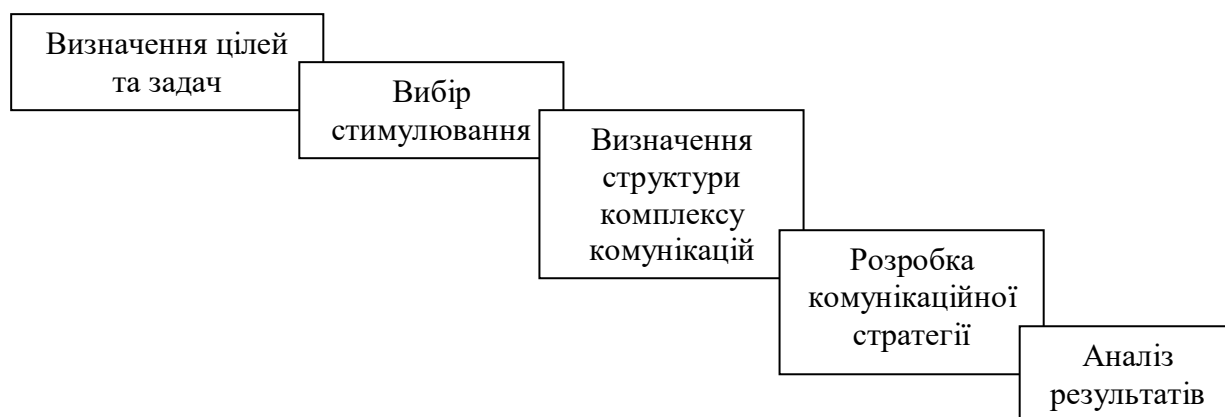 Визначення цілей
та задач
Вибір
стимулювання
Визначення
структури
комплексу
комунікацій
Розробка
комунікаційної
стратегії
Аналіз
результатів